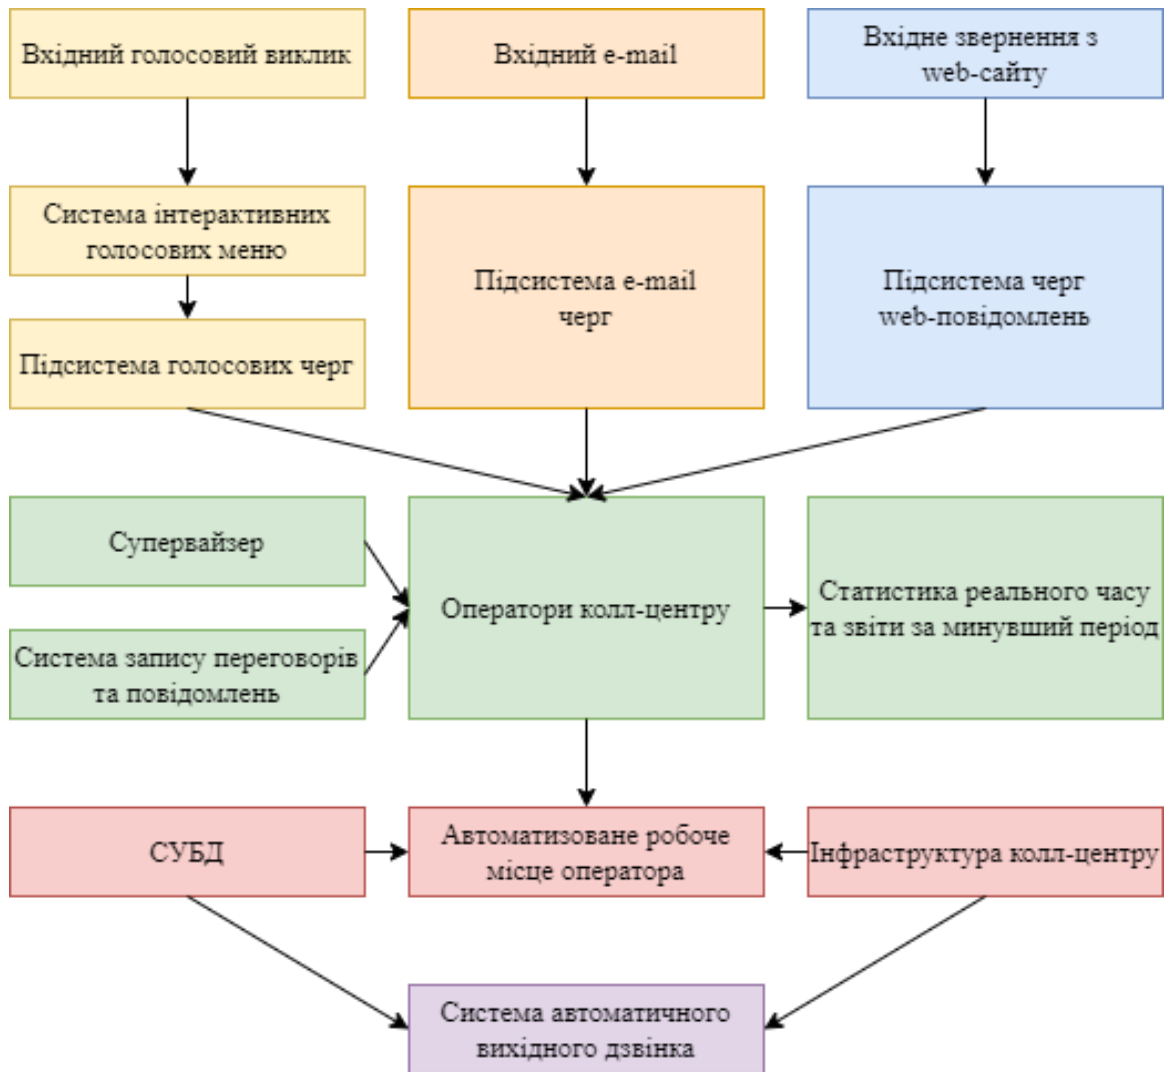 Вхідний голосовий виклик
Вхідний e-mail
Вхідне звернення з
web-сайту
Система інтерактивних
голосових меню
Підсистема голосових черг
Підсистема e-mail
черг
Підсистема черг
web-повідомлень
Супервайзер
Система запису переговорів
та повідомлень
Оператори колл-центру
Статистика реального часу
та звіти за минувший період
СУБД
Автоматизоване робоче
місце оператора
Інфраструктура колл-центру
Система автоматичного
вихідного дзвінка